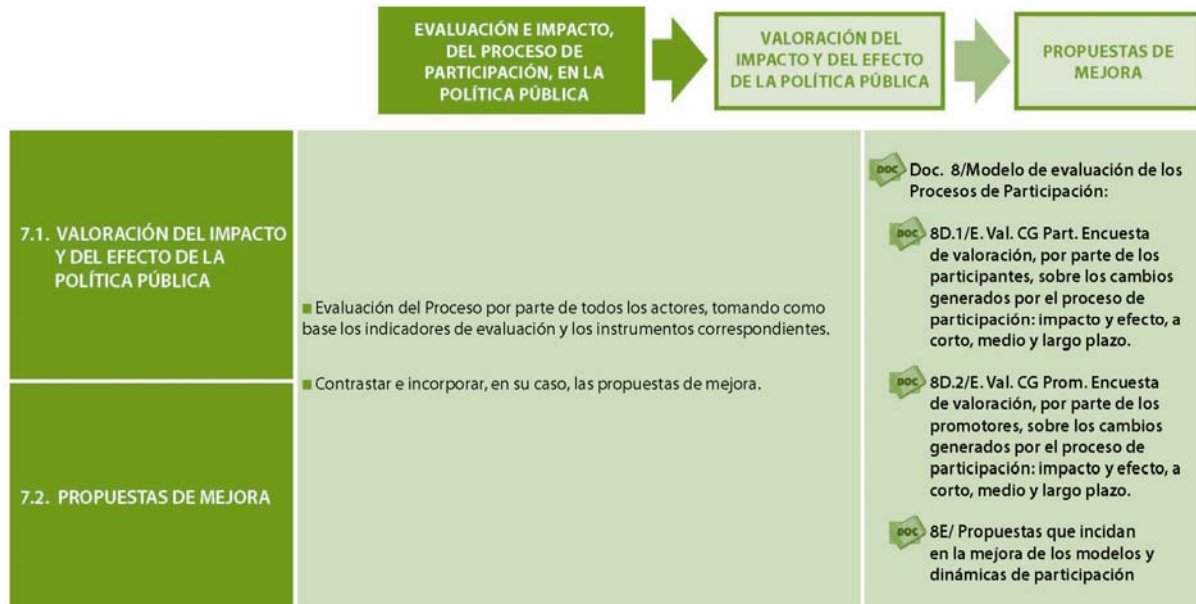 EVALUACIÓN E IMPACTO,
DEL PROCESO DE
PARTICIPACIÓN, EN LA
POLÍTICA PÚBLICA
VALORACIÓN DEL
IMPACTO Y DEL EFECTO
DE LA POLÍTICA PÚBLICA
PROPUESTAS DE
MEJORA
7.1. VALORACIÓN DEL IMPACTO
Y DEL EFECTO DE LA
POLÍTICA PÚBLICA
7.2. PROPUESTAS DE MEJORA
■ Evaluación del Proceso por parte de todos los actores, tomando como
base los indicadores de evaluación y los instrumentos correspondientes.
■ Contrastar e incorporar, en su caso, las propuestas de mejora.
DOC Doc. 8/Modelo de evaluación de los
Procesos de Participación:
DOC 8D.1/E. Val. CG Part. Encuesta
de valoración, por parte de los
participantes, sobre los cambios
generados por el proceso de
participación: impacto y efecto, a
corto, medio y largo plazo.
DOC 8D.2/E. Val. CG Prom. Encuesta
de valoración, por parte de los
promotores, sobre los cambios
generados por el proceso de
participación: impacto y efecto, a
corto, medio y largo plazo.
DOC 8E/ Propuestas que incidan
en la mejora de los modelos y
dinámicas de participación